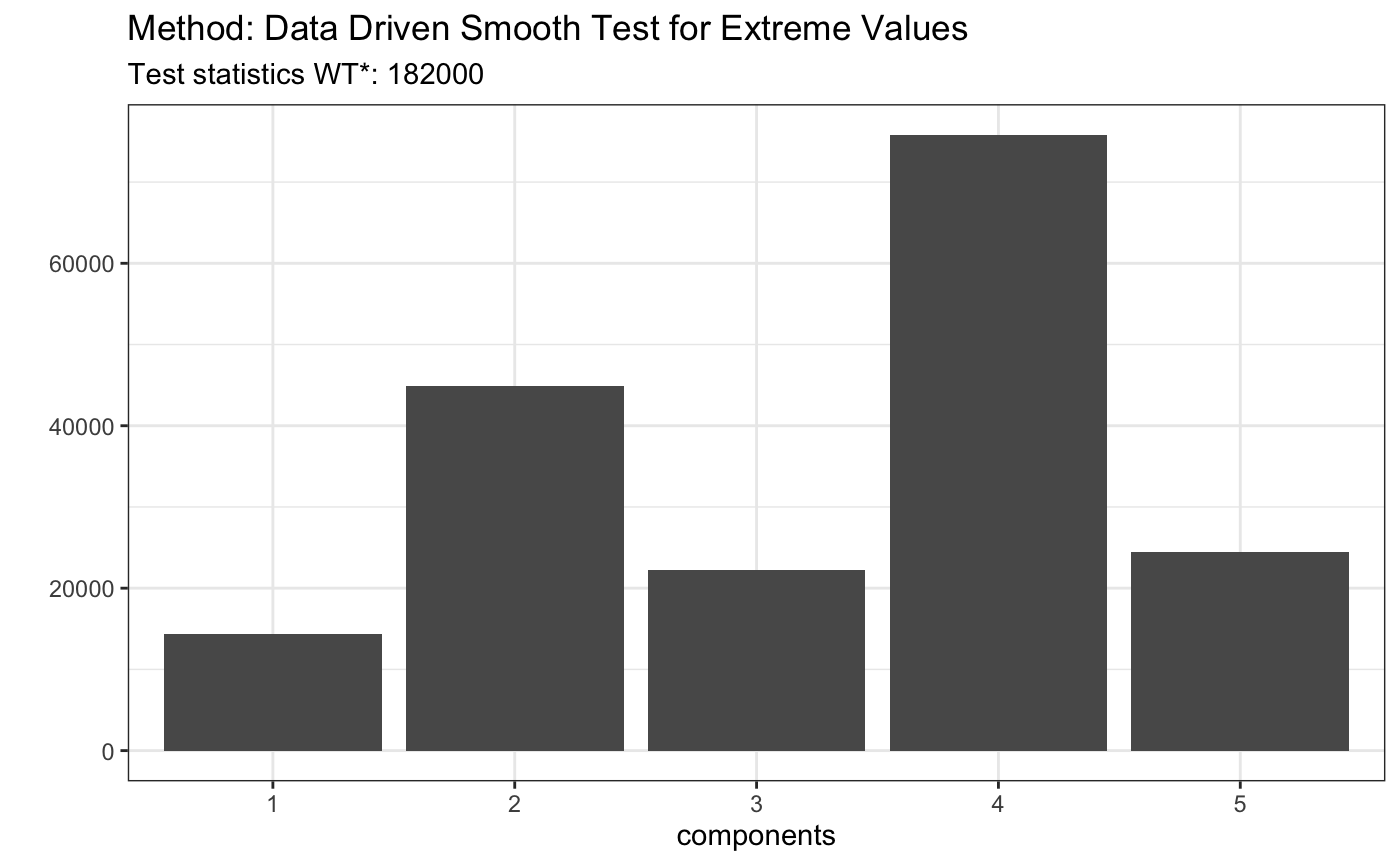 Method: Data Driven Smooth Test for Extreme Values
Test statistics WT*: 182000
60000
40000
20000
0
1 2 3 4 5
components